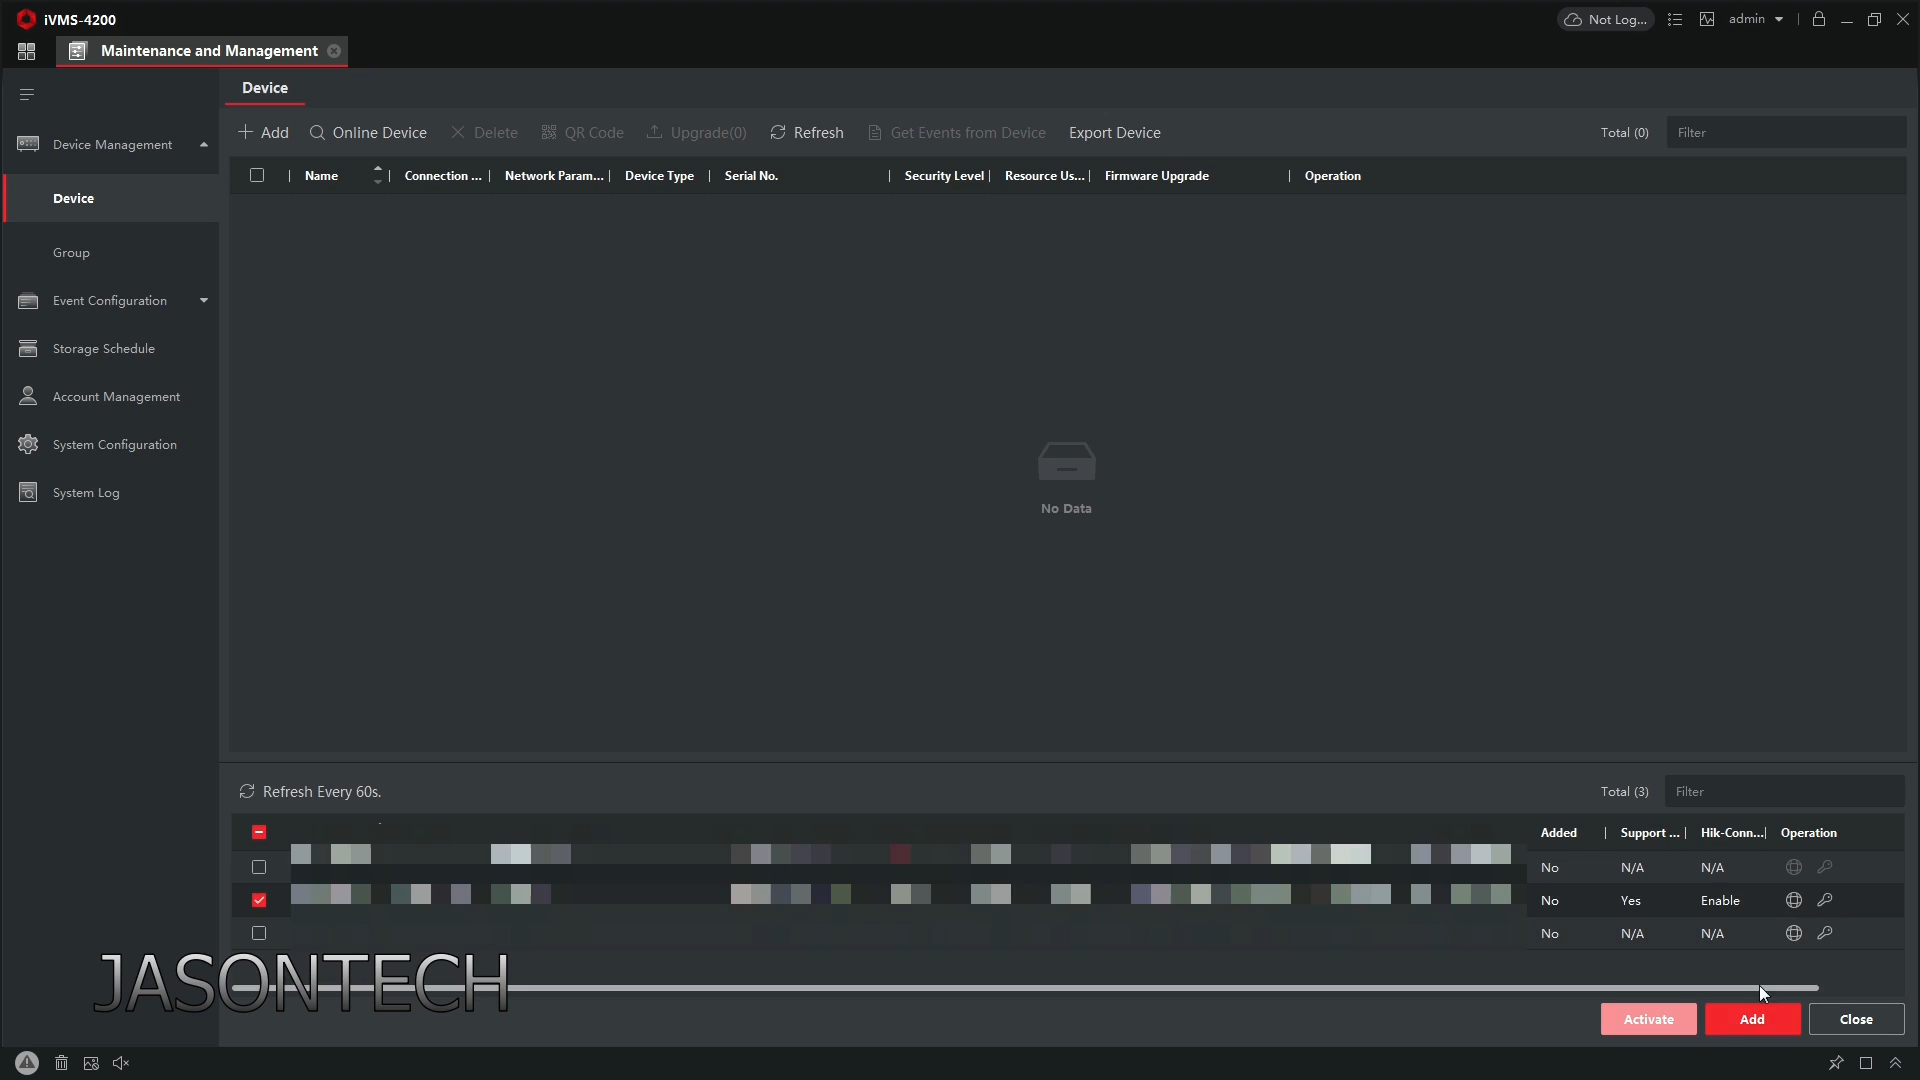 iVMS-4200
Not Log...
admin
Maintenance and Management
Device
Device Management
Device
Group
Event Configuration
Storage Schedule
Account Management
System Configuration
System Log
Add
Online Device
Delete
QR Code
Upgrade(0)
Refresh
Get Events from Device
Export Device
Total (0)
Filter
Name
Connection ...
Network Param...
Device Type
Serial No.
Security Level
Resource Us...
Firmware Upgrade
Operation
No Data
Refresh Every 60s.
Total (3)
Filter
Added
Support ...
Hik-Conn...
Operation
No N/A N/A
No Yes Enable
No N/A N/A
JASONTECH
Activate
Add
Close